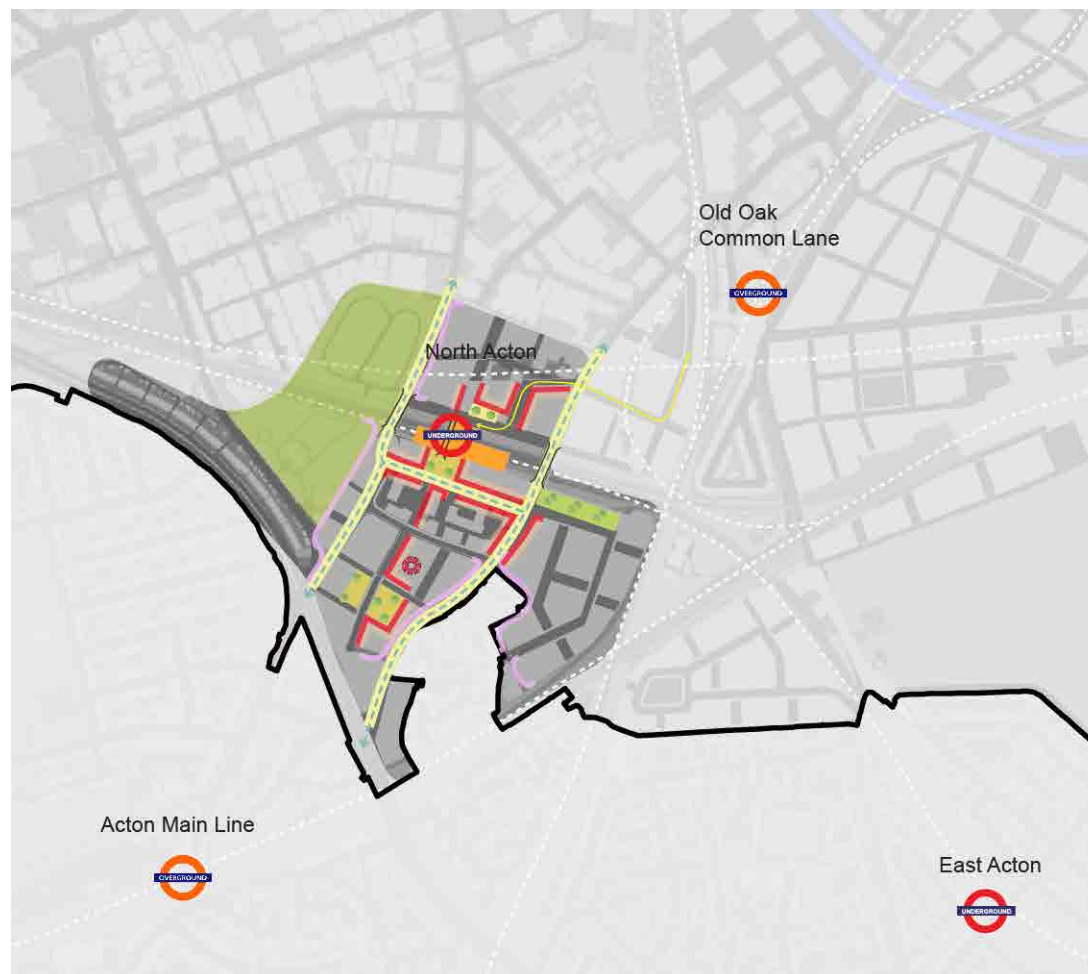 Old Oak
Common Lane
OVERGROUND
North Acton
UNDERGROUND
Acton Main Line
OVERGROUND
East Acton
UNDERGROUND